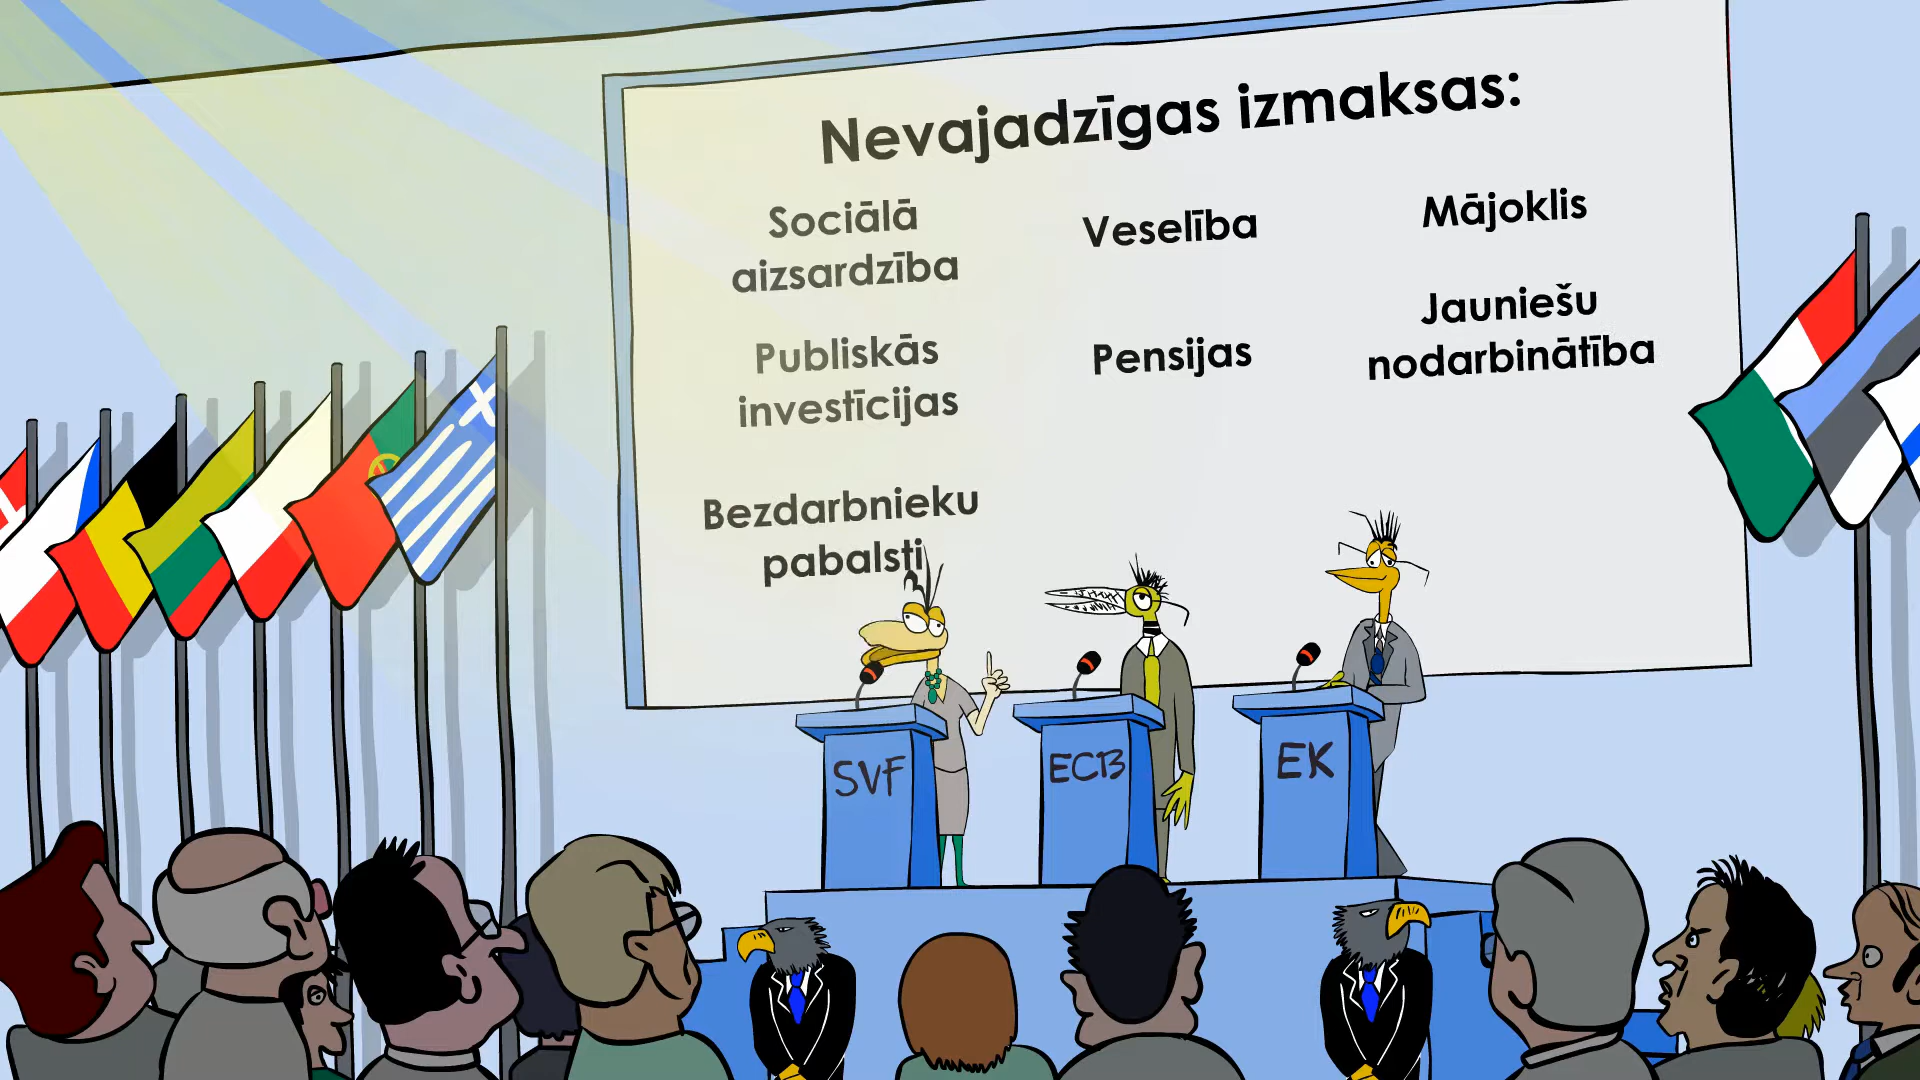 Nevajadzīgas izmaksas:
Sociālā
aizsardzība
Veselība
Mājoklis
Publiskās
investīcijas
Pensijas
Jauniešu
nodarbinātība
Bezdarbnieku
pabalsti
SVF
ECB
EK